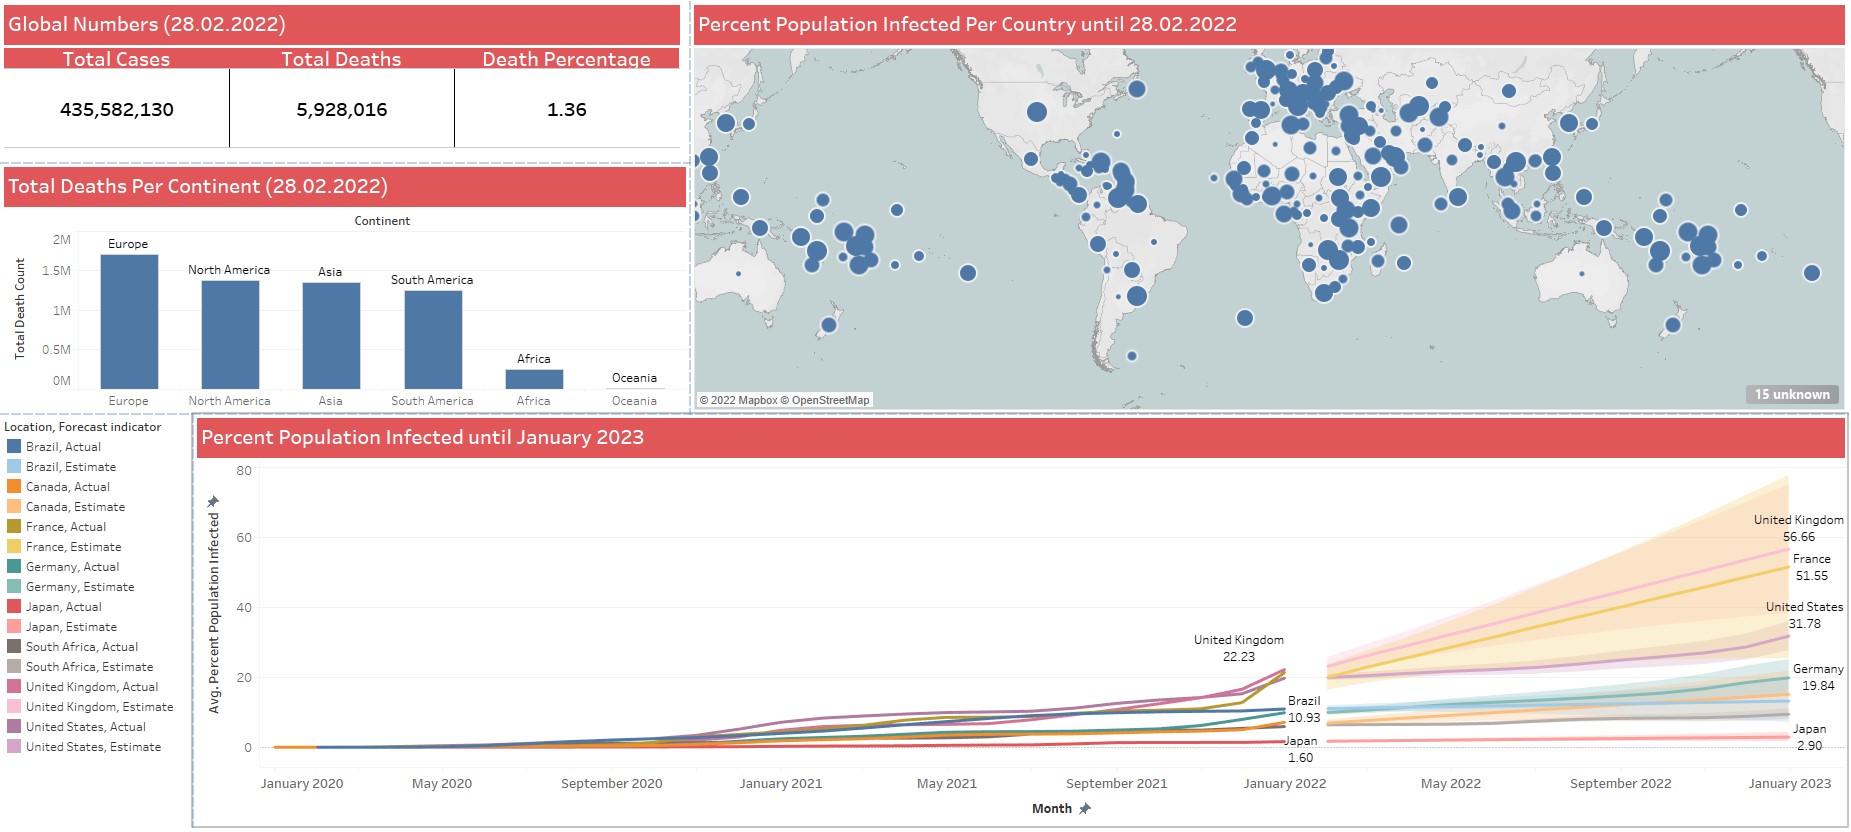 Global Numbers (28.02.2022)
Total Cases
Total Deaths
Death Percentage
435,582,130
5,928,016
1.36
Total Deaths Per Continent (28.02.2022)
Continent
Total Death Count
2M
1.5M
1M
0.5M
0M
Europe
North America
Asia
South America
Africa
Oceania
Europe
North America
Asia
South America
Africa
Oceania
Percent Population Infected Per Country until 28.02.2022
© 2022 Mapbox © OpenStreetMap
15 unknown
Location, Forecast indicator
Brazil, Actual
Brazil, Estimate
Canada, Actual
Canada, Estimate
France, Actual
France, Estimate
Germany, Actual
Germany, Estimate
Japan, Actual
Japan, Estimate
South Africa, Actual
South Africa, Estimate
United Kingdom, Actual
United Kingdom, Estimate
United States, Actual
United States, Estimate
Percent Population Infected until January 2023
Avg. Percent Population Infected
80
60
40
20
0
United Kingdom
22.23
Brazil
10.93
Japan
1.60
United Kingdom
56.66
France
51.55
United States
31.78
Germany
19.84
Japan
2.90
January 2020
May 2020
September 2020
January 2021
May 2021
September 2021
January 2022
May 2022
September 2022
January 2023
Month